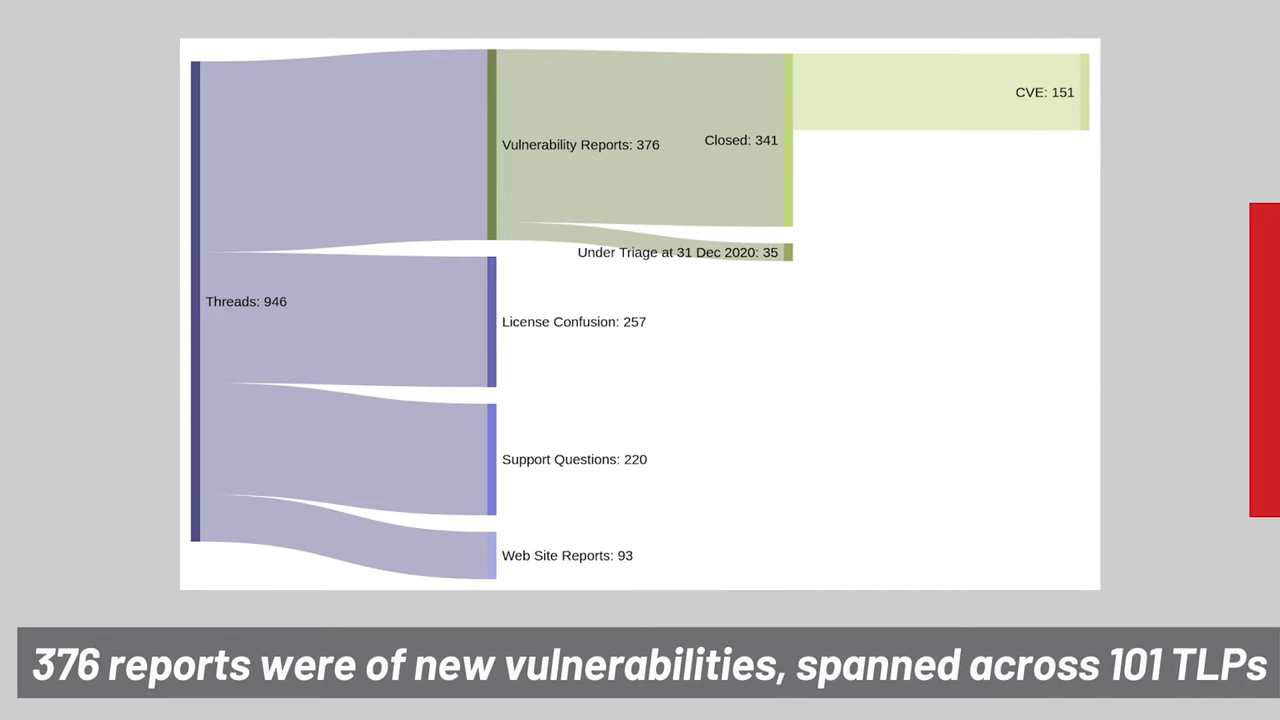 CVE: 151
Vulnerability Reports: 376
Closed: 341
Under Triage at 31 Dec 2020: 35
Threads: 946
License Confusion: 257
Support Questions: 220
Web Site Reports: 93
376 reports were of new vulnerabilities, spanned across 101 TLPs